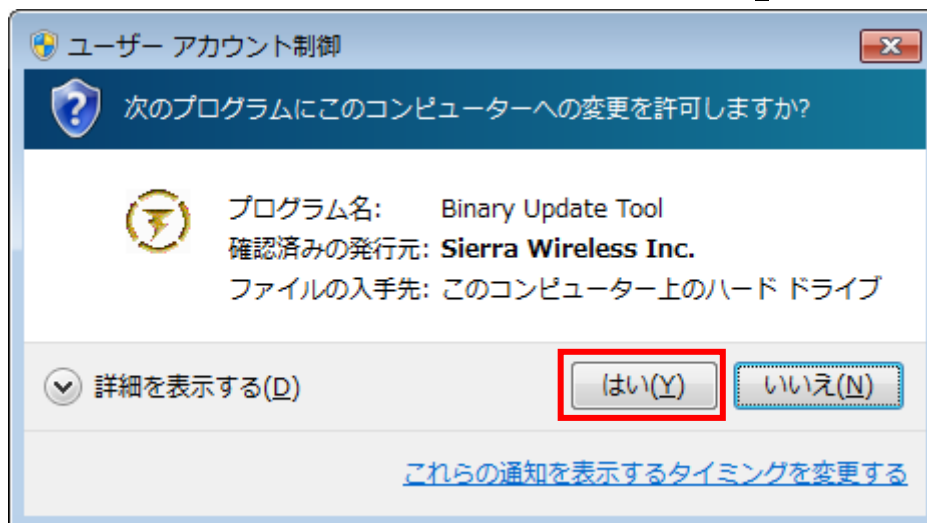 ユーザー アカウント制御
次のプログラムにこのコンピューターへの変更を許可しますか?
プログラム名: Binary Update Tool
確認済みの発行元: Sierra Wireless Inc.
ファイルの入手先: このコンピューター上のハード ドライブ
詳細を表示する(D)
はい(Y)
いいえ(N)
これらの通知を表示するタイミングを変更する